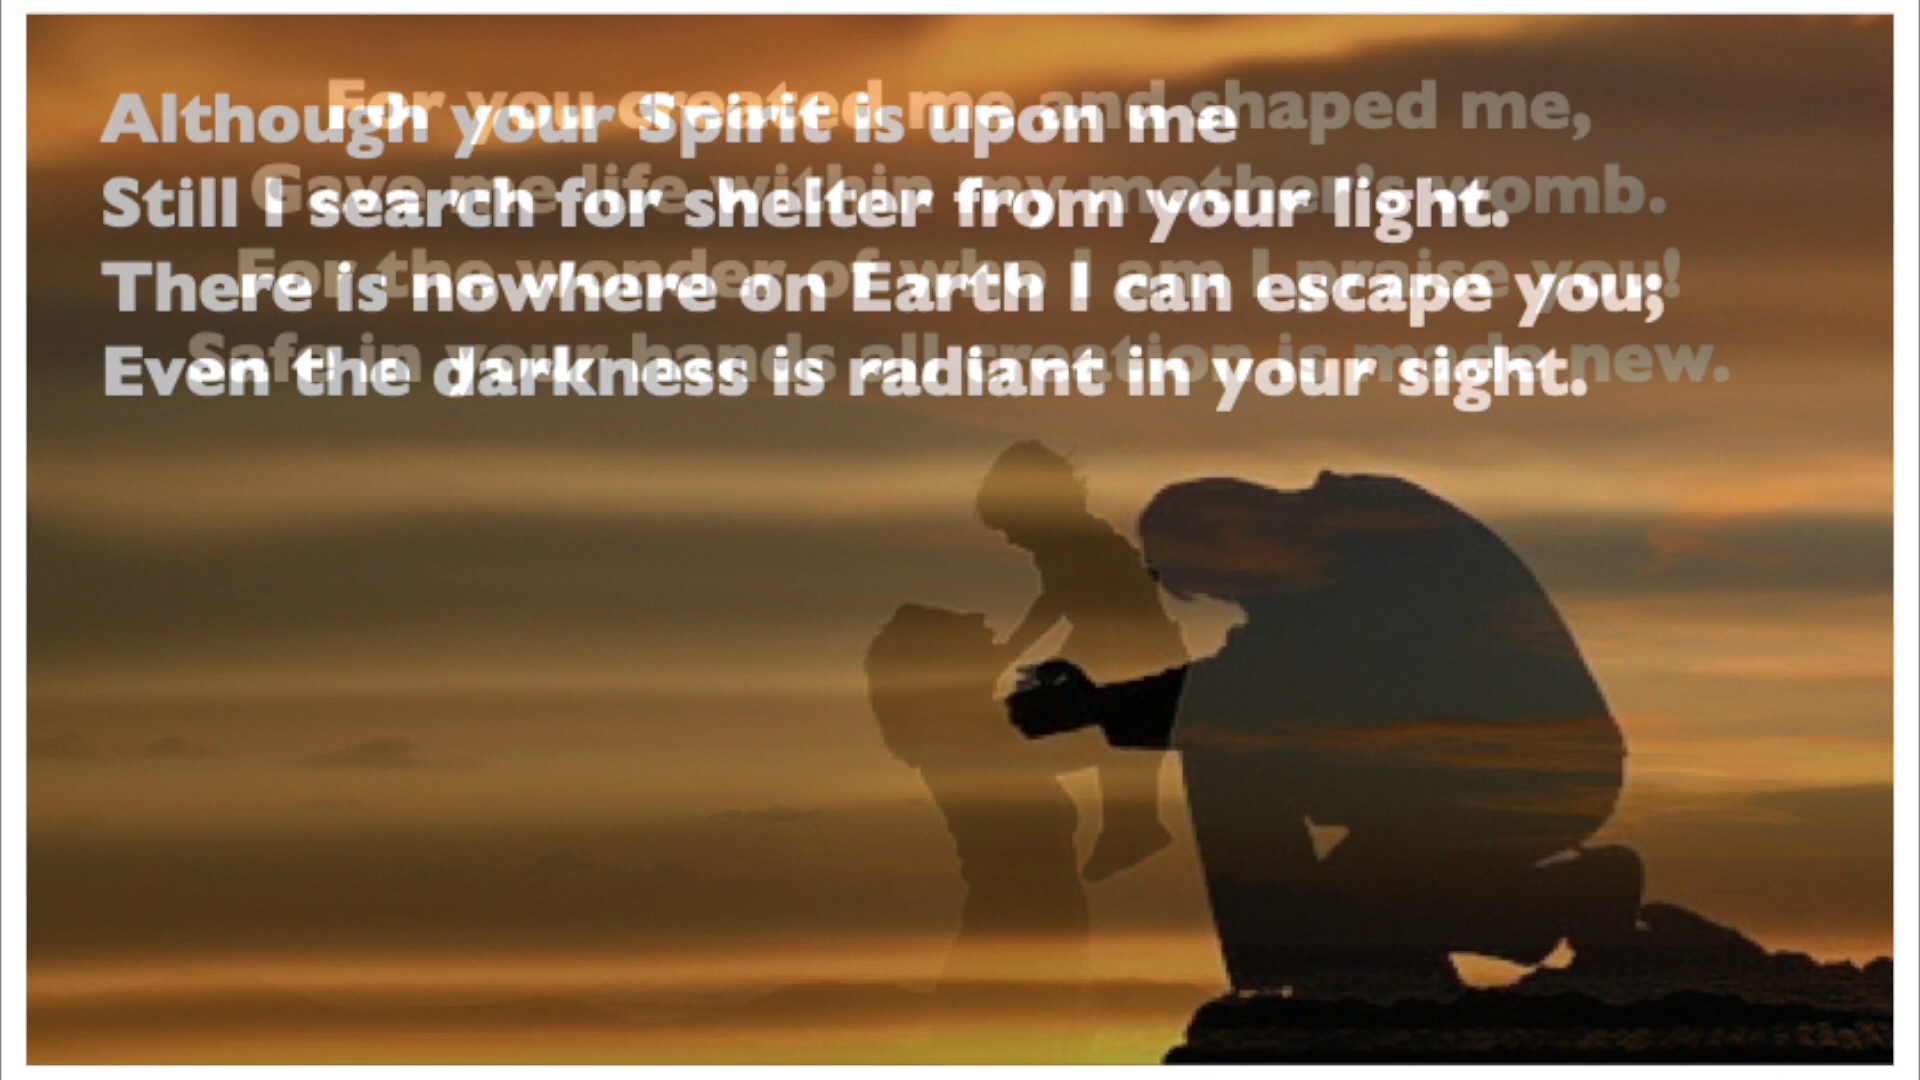 Although your Spirit is upon me
Still I search for shelter from your light.
There is nowhere on Earth I can escape you;
Even the darkness is radiant in your sight.
For you created me and shaped me,
Gave me life within my mother's womb.
For the wonder of who I am I praise you!
Safe in your hands all creation is made new.